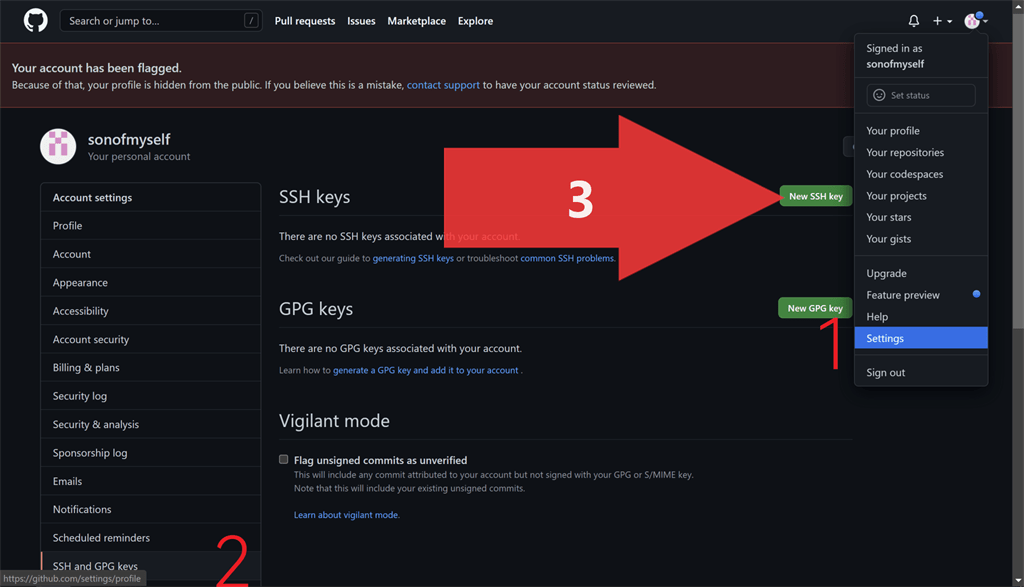 Search or jump to...
/
Pull requests
Issues
Marketplace
Explore
Your account has been flagged.
Because of that, your profile is hidden from the public. If you believe this is a mistake, contact support to have your account status reviewed.
sonofmyself
Your personal account
Account settings
Profile
Account
Appearance
Accessibility
Account security
Billing & plans
Security log
Security & analysis
Sponsorship log
Emails
Notifications
Scheduled reminders
SSH and GPG keys
2
https://github.com/settings/profile
SSH keys
New SSH key
3
There are no SSH keys associated with your account.
Check out our guide to generating SSH keys or troubleshoot common SSH problems.
GPG keys
New GPG key
1
There are no GPG keys associated with your account.
Learn how to generate a GPG key and add it to your account .
Vigilant mode
Flag unsigned commits as unverified
This will include any commit attributed to your account but not signed with your GPG or S/MIME key.
Note that this will include your existing unsigned commits.
Learn about vigilant mode.
Signed in as
sonofmyself
Set status
Your profile
Your repositories
Your codespaces
Your projects
Your stars
Your gists
Upgrade
Feature preview
Help
Settings
Sign out